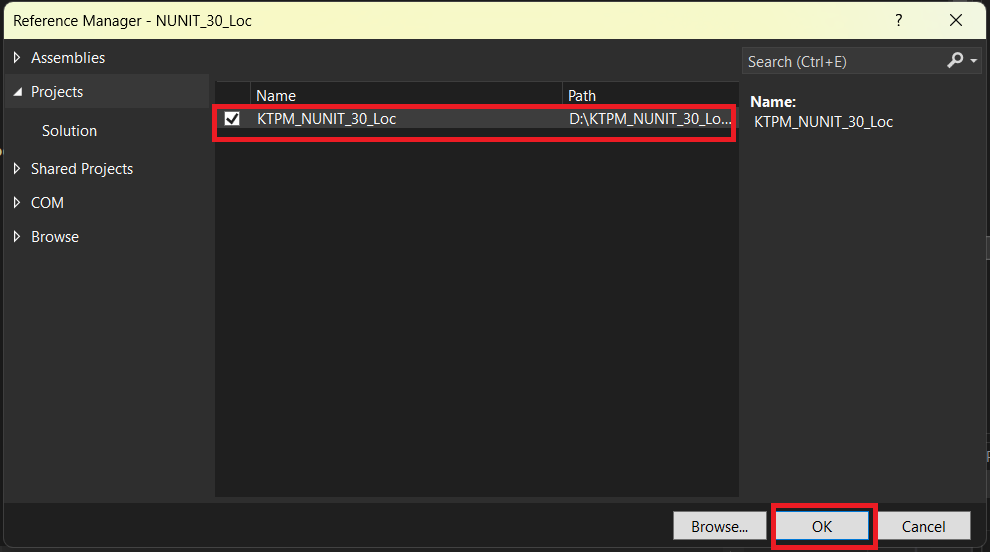 Reference Manager - NUNIT_30_Loc
?
Assemblies
Projects
Solution
Shared Projects
COM
Browse
Name Path
KTPM_NUNIT_30_Loc D:\KTPM_NUNIT_30_Lo...
Search (Ctrl+E)
Name:
KTPM_NUNIT_30_Loc
Browse... OK Cancel